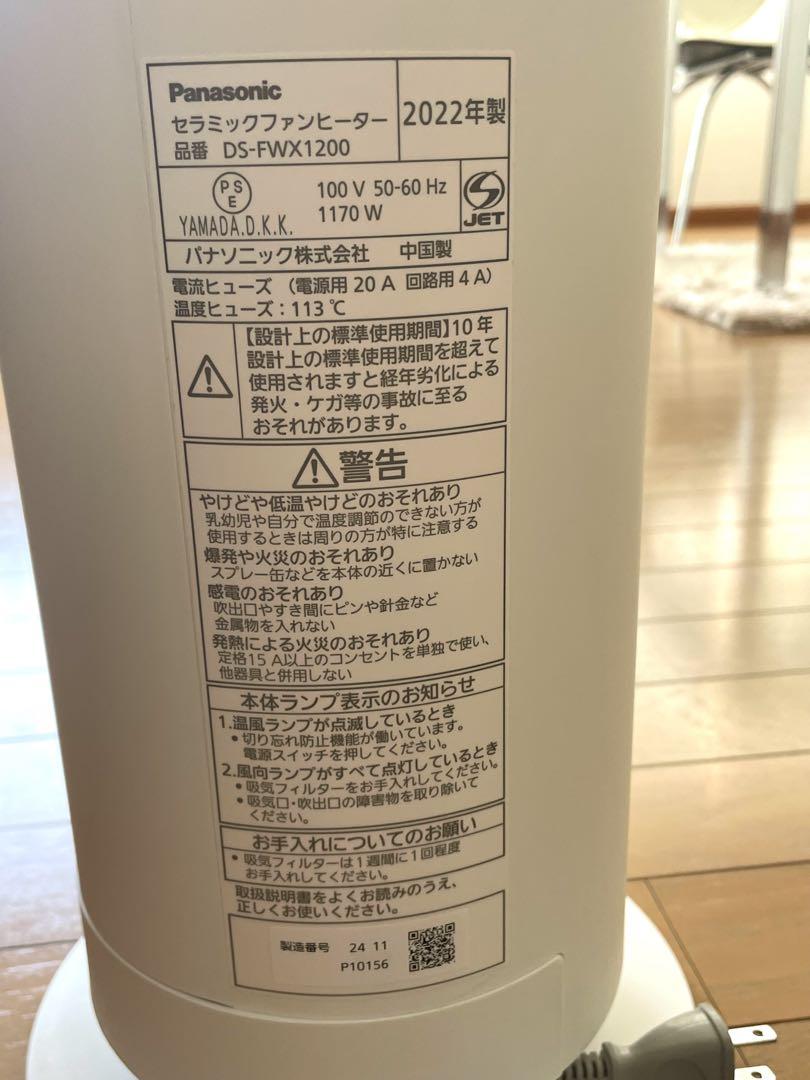 Panasonic
セラミックファンヒーター
品番 DS-FWX1200
2022年製
PSE
YAMADA.D.K.K.
100 V 50-60 Hz
1170 W
S
JET
パナソニック株式会社 中国製
電流ヒューズ (電源用 20 A 回路用 4 A)
温度ヒューズ：113 ℃
【設計上の標準使用期間】10 年
設計上の標準使用期間を超えて
使用されますと経年劣化による
発火・ケガ等の事故に至る
おそれがあります。
警告
やけどや低温やけどのおそれあり
乳幼児や自分で温度調節のできない方が
使用するときは周りの方が特に注意する
爆発や火災のおそれあり
スプレー缶などを本体の近くに置かない
感電のおそれあり
吹出口やすき間にピンや針金など
金属物を入れない
発熱による火災のおそれあり
定格15 A以上のコンセントを単独で使い、
他器具と併用しない
本体ランプ表示のお知らせ
1.温風ランプが点滅しているとき
•切り忘れ防止機能が働いています。
電源スイッチを押してください。
2.風向ランプがすべて点灯しているとき
•吸気フィルターをお手入れしてください。
•吸気口・吹出口の障害物を取り除いて
ください。
お手入れについてのお願い
•吸気フィルターは1週間に1回程度
お手入れしてください。
取扱説明書をよくお読みのうえ、
正しくお使いください。
製造番号 24 11
P10156